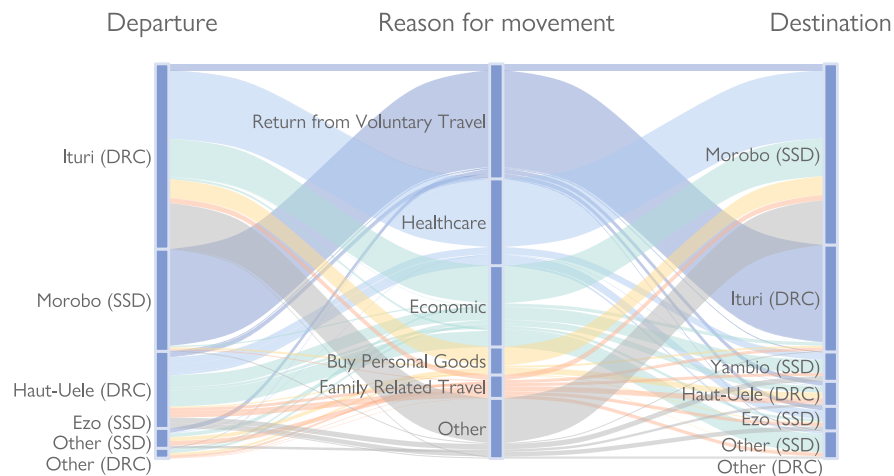 Departure
Reason for movement
Destination
Return from Voluntary Travel
Ituri (DRC)
Morobo (SSD)
Healthcare
Morobo (SSD)
Economic
Ituri (DRC)
Buy Personal Goods
Yambio (SSD)
Haut-Uele (DRC)
Family Related Travel
Haut-Uele (DRC)
Ezo (SSD)
Other
Ezo (SSD)
Other (SSD)
Other (SSD)
Other (DRC)
Other (DRC)